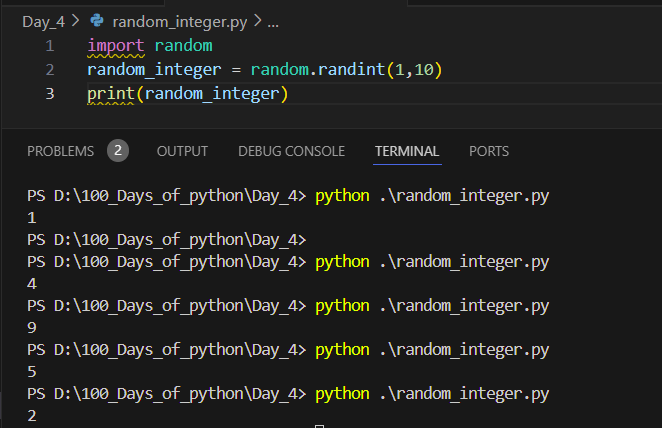 Day_4 > random_integer.py > ...
1 import random
2 random_integer = random.randint(1,10)
3 print(random_integer)
PROBLEMS 2 OUTPUT DEBUG CONSOLE TERMINAL PORTS
PS D:\100_Days_of_python\Day_4> python .\random_integer.py
1
PS D:\100_Days_of_python\Day_4>
PS D:\100_Days_of_python\Day_4> python .\random_integer.py
4
PS D:\100_Days_of_python\Day_4> python .\random_integer.py
9
PS D:\100_Days_of_python\Day_4> python .\random_integer.py
5
PS D:\100_Days_of_python\Day_4> python .\random_integer.py
2